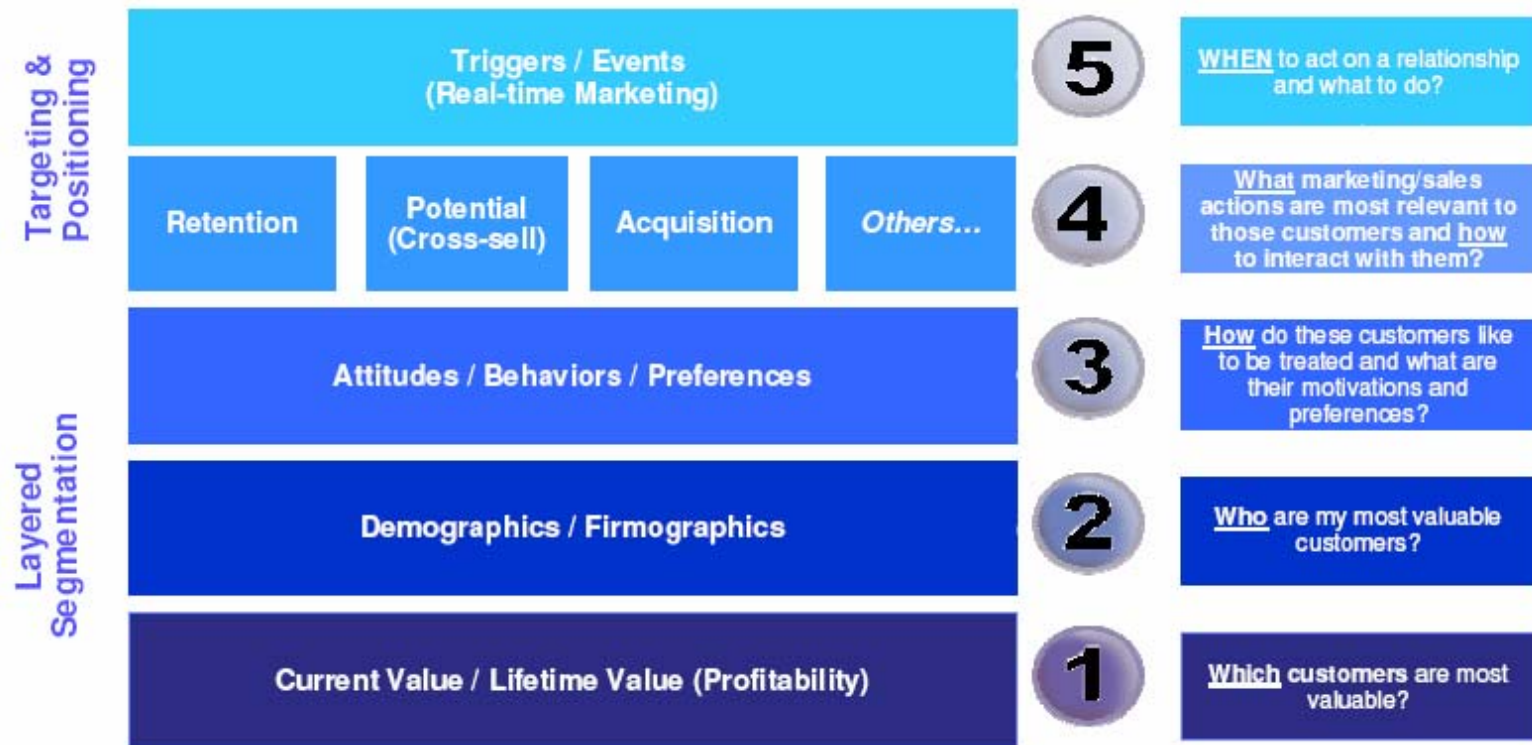 Targeting &
Positioning
Triggers / Events
(Real-time Marketing)
5
WHEN to act on a relationship
and what to do?
Retention
Potential
(Cross-sell)
Acquisition
Others...
4
What marketing/sales
actions are most relevant to
those customers and how
to interact with them?
Layered
Segmentation
Attitudes / Behaviors / Preferences
3
How do these customers like
to be treated and what are
their motivations and
preferences?
Demographics / Firmographics
2
Who are my most valuable
customers?
Current Value / Lifetime Value (Profitability)
1
Which customers are most
valuable?